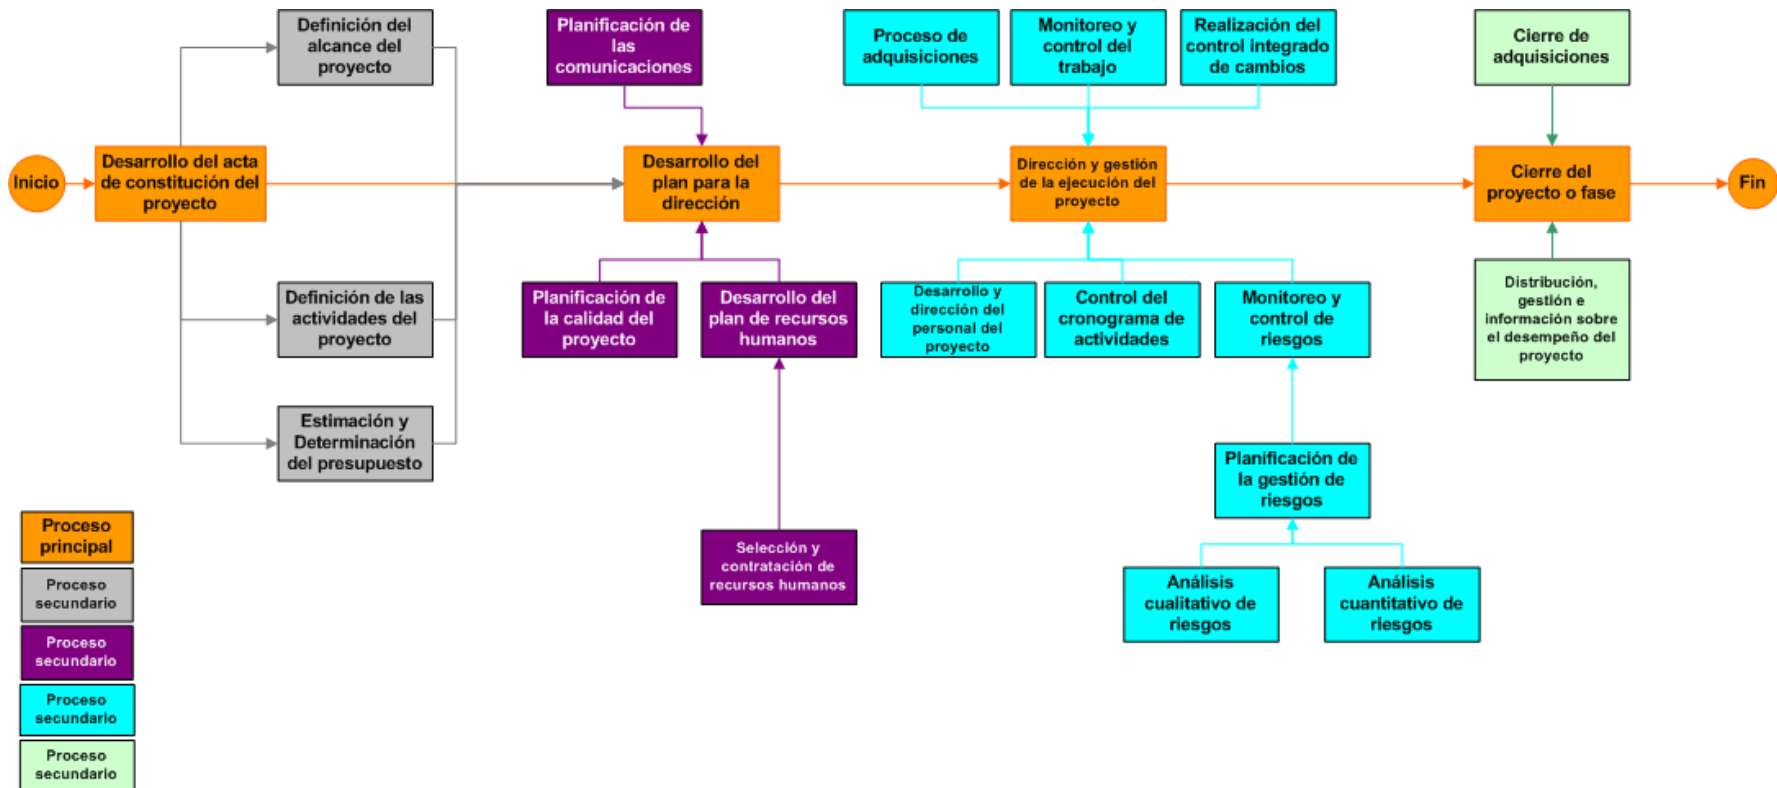 Definición del
alcance del
proyecto
Planificación de
las
comunicaciones
Proceso de
adquisiciones
Monitoreo y
control del
trabajo
Realización del
control integrado
de cambios
Cierre de
adquisiciones
Inicio
Desarrollo del acta
de constitución del
proyecto
Desarrollo del
plan para la
dirección
Dirección y gestión
de la ejecución del
proyecto
Cierre del
proyecto o fase
Fin
Definición de las
actividades del
proyecto
Planificación de
la calidad del
proyecto
Desarrollo del
plan de recursos
humanos
Desarrollo y
dirección del
personal del
proyecto
Control del
cronograma de
actividades
Monitoreo y
control de
riesgos
Distribución,
gestión e
información sobre
el desempeño del
proyecto
Estimación y
Determinación
del presupuesto
Planificación de
la gestión de
riesgos
Selección y
contratación de
recursos humanos
Análisis
cualitativo de
riesgos
Análisis
cuantitativo de
riesgos
Proceso
principal
Proceso
secundario
Proceso
secundario
Proceso
secundario
Proceso
secundario